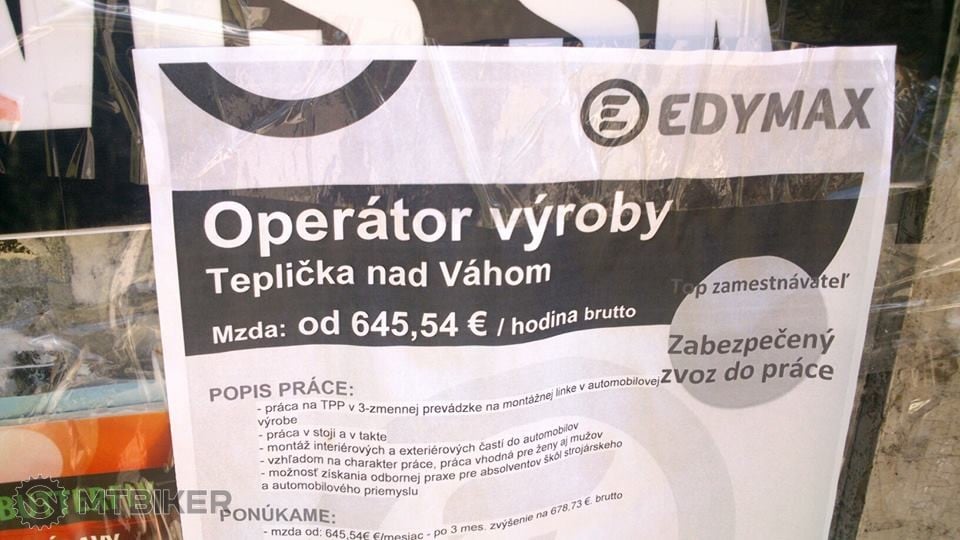 EDYMAX
Operátor výroby
Teplička nad Váhom
Mzda: od 645,54 € / hodina brutto
Top zamestnávateľ
Zabezpečený
zvoz do práce
POPIS PRÁCE:
- práca na TPP v 3-zmennej prevádzke na montážnej linke v automobilovej
výrobe
- práca v stoji a v takte
- montáž interiérových a exteriérových častí do automobilov
- vzhľadom na charakter práce, práca vhodná pre ženy aj mužov
- možnosť získania odbornej praxe pre absolventov škôl strojárskeho
a automobilového priemyslu
PONÚKAME:
- mzda od: 645,54€ €/mesiac - po 3 mes. zvýšenie na 678,73.€. brutto
MTBIKER